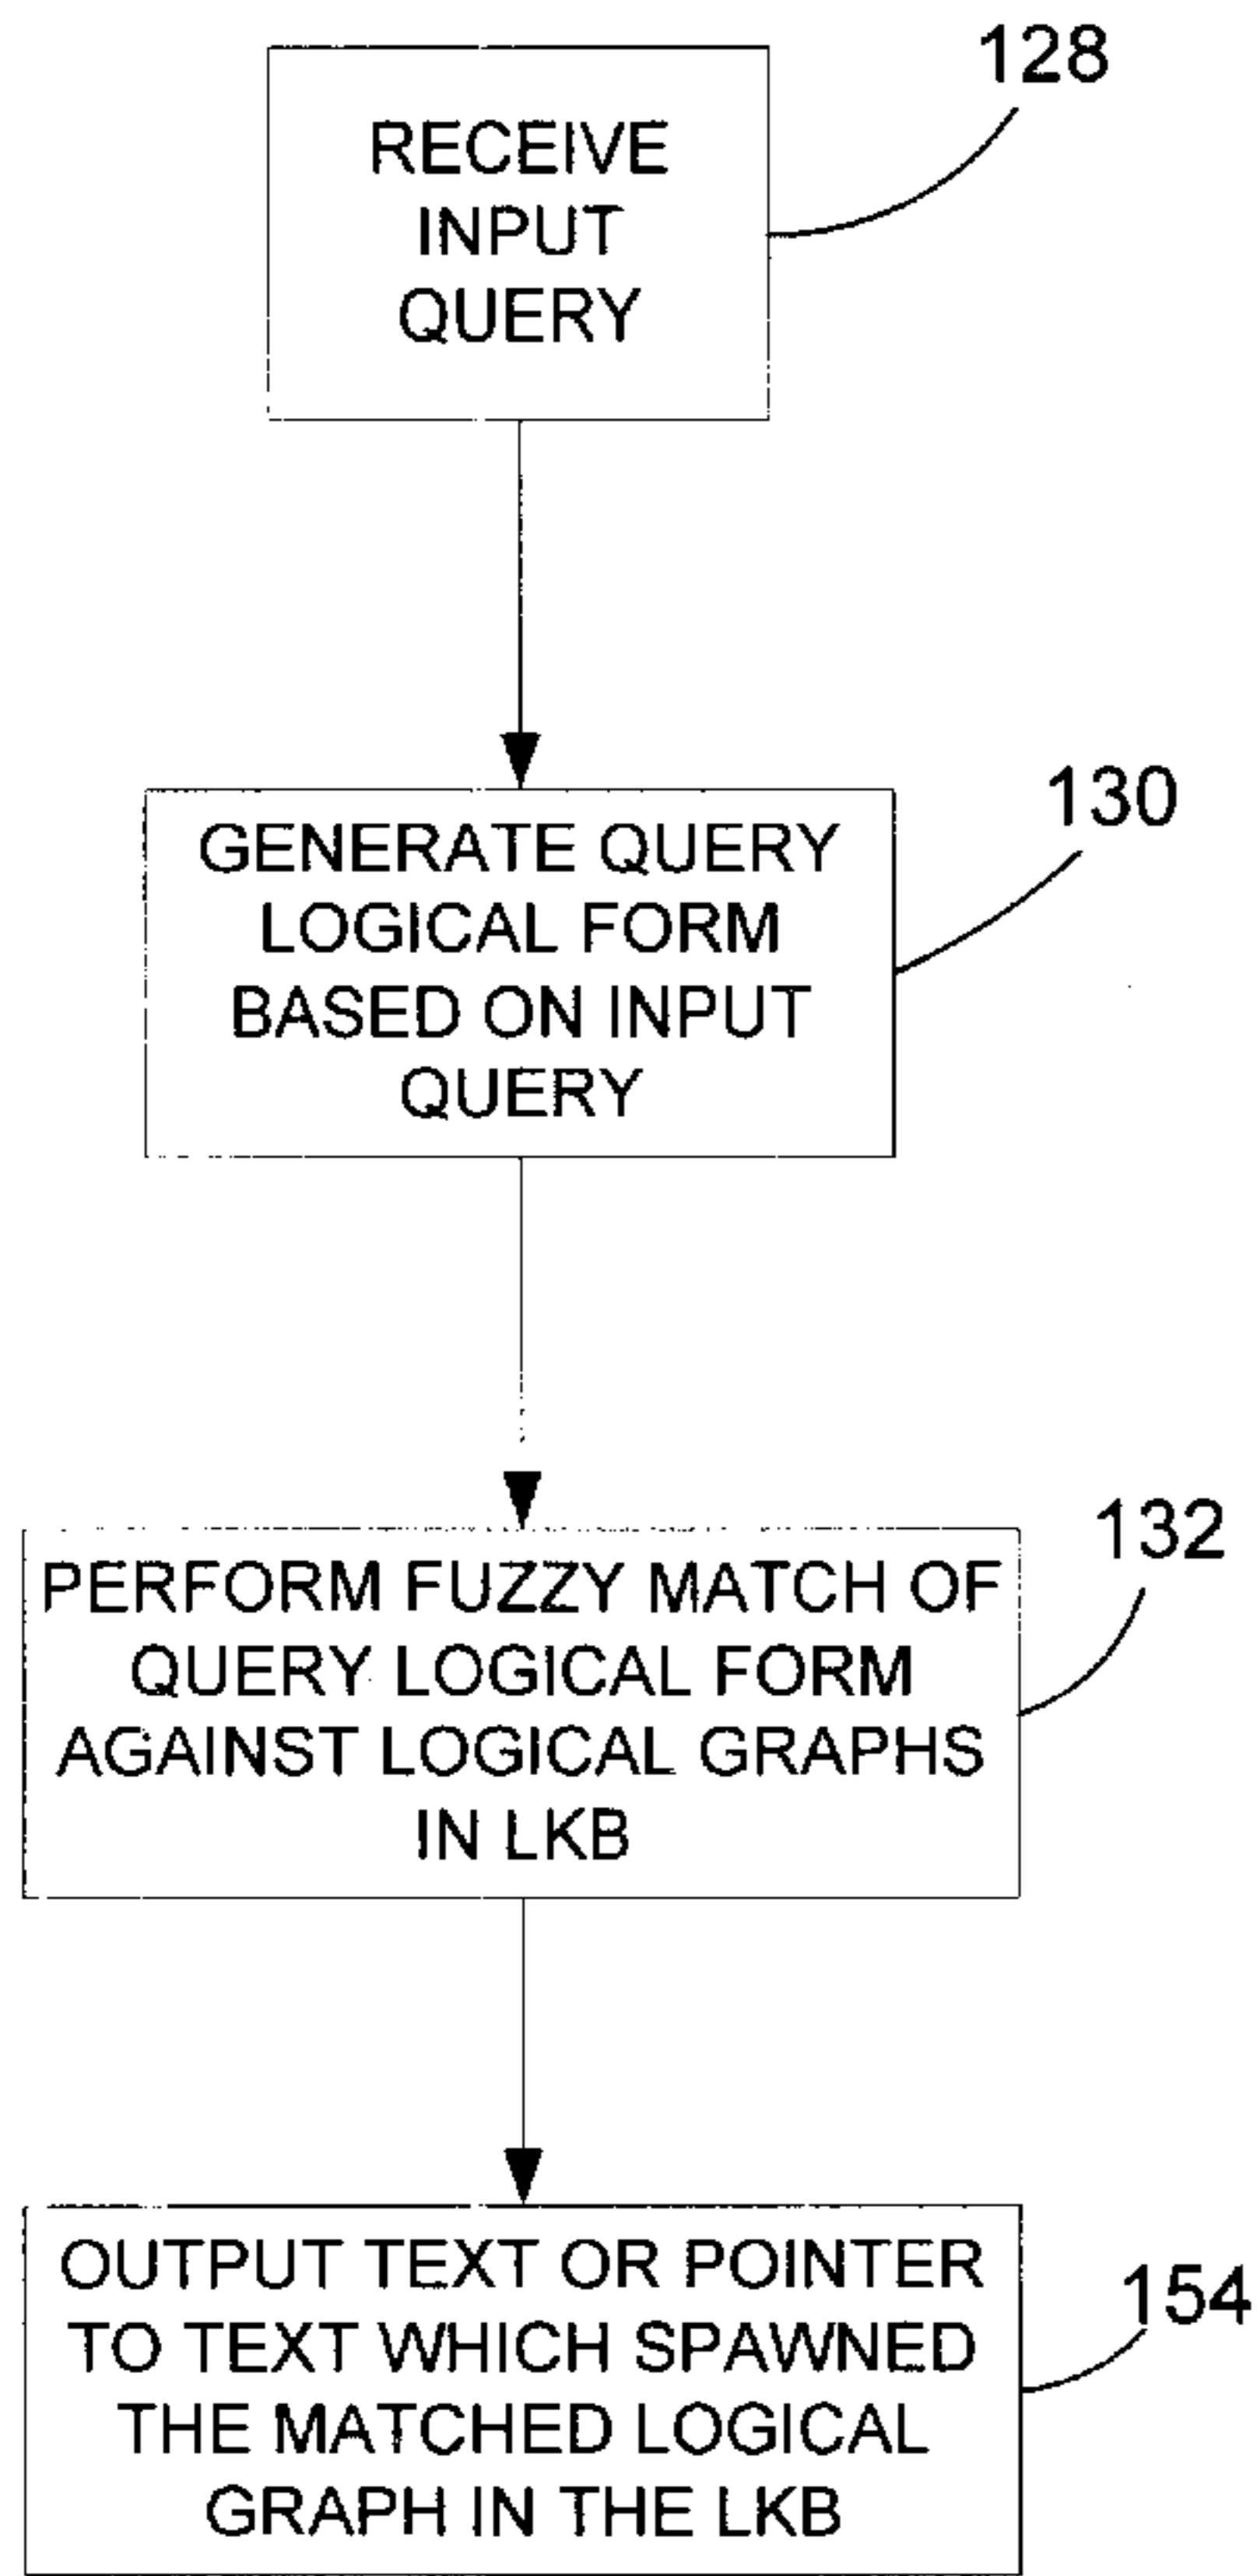 128
RECEIVE
INPUT
QUERY
130
GENERATE QUERY
LOGICAL FORM
BASED ON INPUT
QUERY
132
PERFORM FUZZY MATCH OF
QUERY LOGICAL FORM
AGAINST LOGICAL GRAPHS
IN LKB
154
OUTPUT TEXT OR POINTER
TO TEXT WHICH SPAWNED
THE MATCHED LOGICAL
GRAPH IN THE LKB